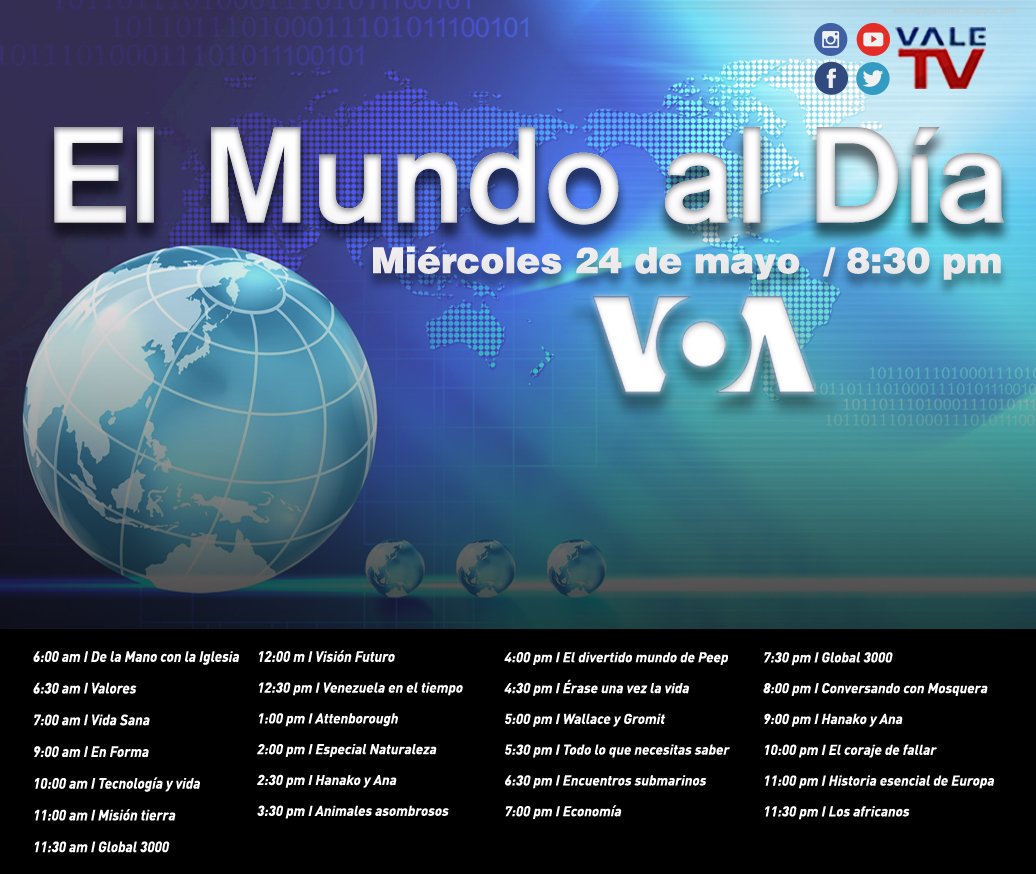 101101110101000111010111001 01
1011101000111010111001 01
VALE
TV
El Mundo al Día
Miércoles 24 de mayo / 8:30 pm
VOA
6:00 am I De la Mano con la Iglesia
6:30 am I Valores
7:00 am I Vida Sana
9:00 am I En Forma
10:00 am I Tecnología y vida
11:00 am I Misión tierra
11:30 am I Global 3000
12:00 m I Visión Futuro
12:30 pm I Venezuela en el tiempo
1:00 pm I Attenborough
2:00 pm I Especial Naturaleza
2:30 pm I Hanako y Ana
3:30 pm I Animales asombrosos
4:00 pm I El divertido mundo de Peep
4:30 pm I Érase una vez la vida
5:00 pm I Wallace y Gromit
5:30 pm I Todo lo que necesitas saber
6:30 pm I Encuentros submarinos
7:00 pm I Economía
7:30 pm I Global 3000
8:00 pm I Conversando con Mosquera
9:00 pm I Hanako y Ana
10:00 pm I El coraje de fallar
11:00 pm I Historia esencial de Europa
11:30 pm I Los africanos